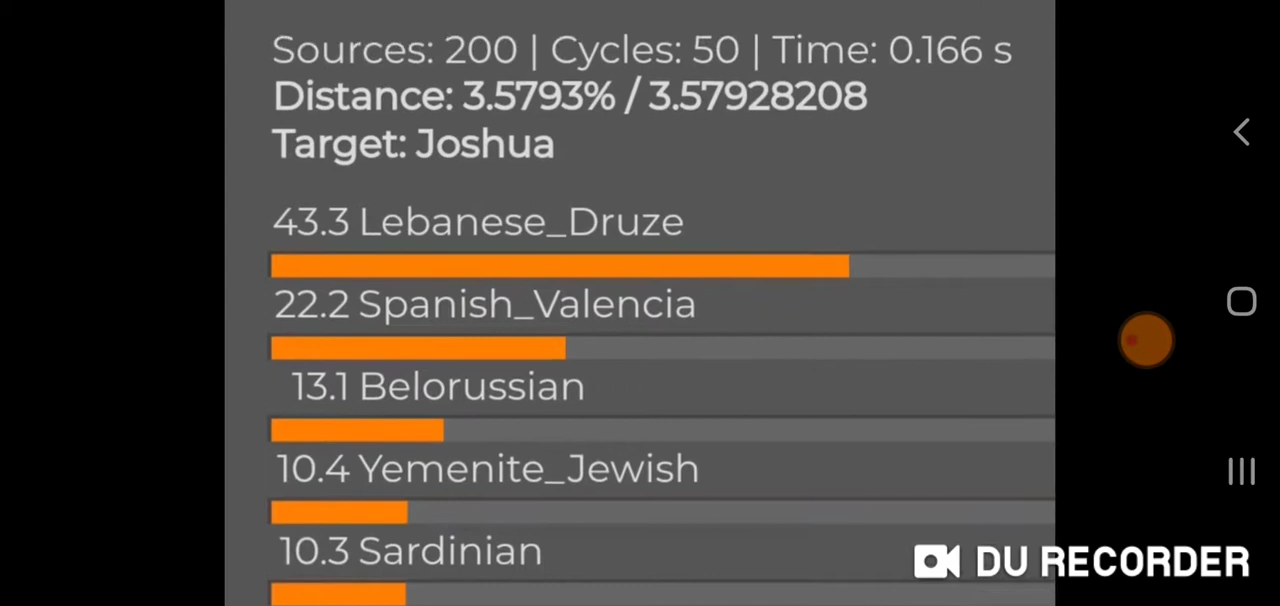 Sources: 200 | Cycles: 50 | Time: 0.166 s
Distance: 3.5793% / 3.57928208
Target: Joshua
43.3 Lebanese_Druze
22.2 Spanish_Valencia
13.1 Belorussian
10.4 Yemenite_Jewish
10.3 Sardinian
DU RECORDER